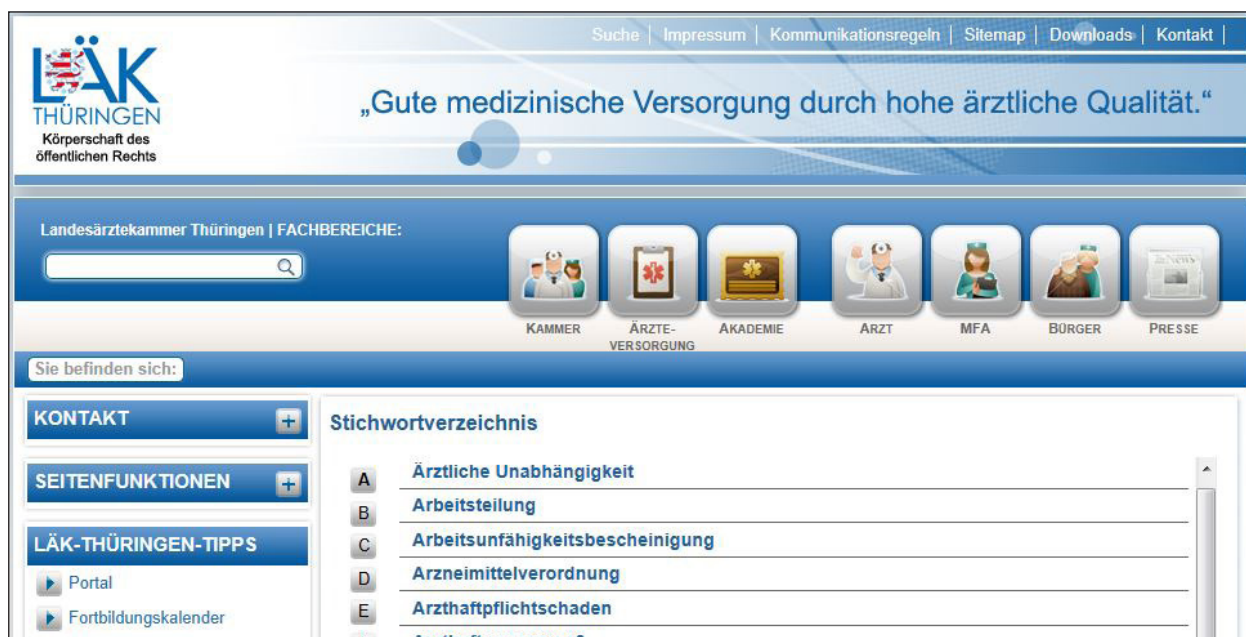 Suche | Impressum | Kommunikationsregeln | Sitemap | Downloads | Kontakt |
LÄK
THÜRINGEN
Körperschaft des
öffentlichen Rechts
„Gute medizinische Versorgung durch hohe ärztliche Qualität.“
Landesärztekammer Thüringen | FACHBEREICHE:
KAMMER
ÄRZTE-
VERSORGUNG
AKADEMIE
ARZT
MFA
BÜRGER
PRESSE
Sie befinden sich:
KONTAKT
SEITENFUNKTIONEN
LÄK-THÜRINGEN-TIPPS
Portal
Fortbildungskalender
Stichwortverzeichnis
A Ärztliche Unabhängigkeit
B Arbeitsteilung
C Arbeitsunfähigkeitsbescheinigung
D Arzneimittelverordnung
E Arzthaftpflichtschaden